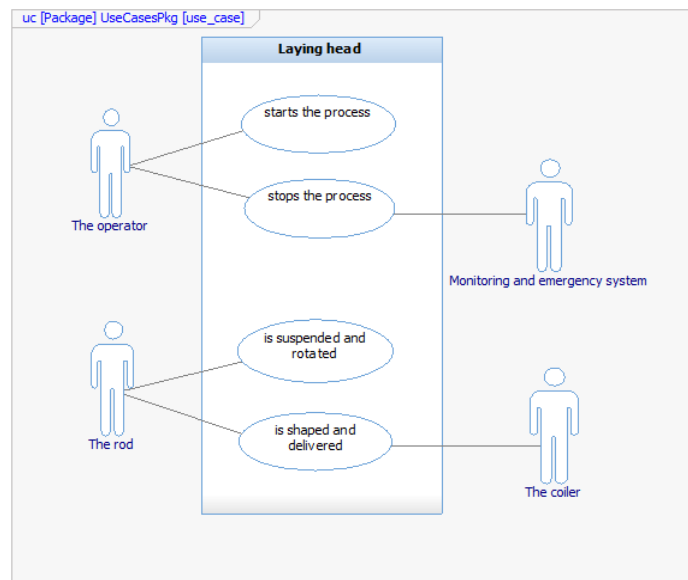 uc [Package] UseCasesPkg [use_case]
Laying head
starts the process
stops the process
The operator
Monitoring and emergency system
is suspended and
rotated
is shaped and
delivered
The rod
The coiler